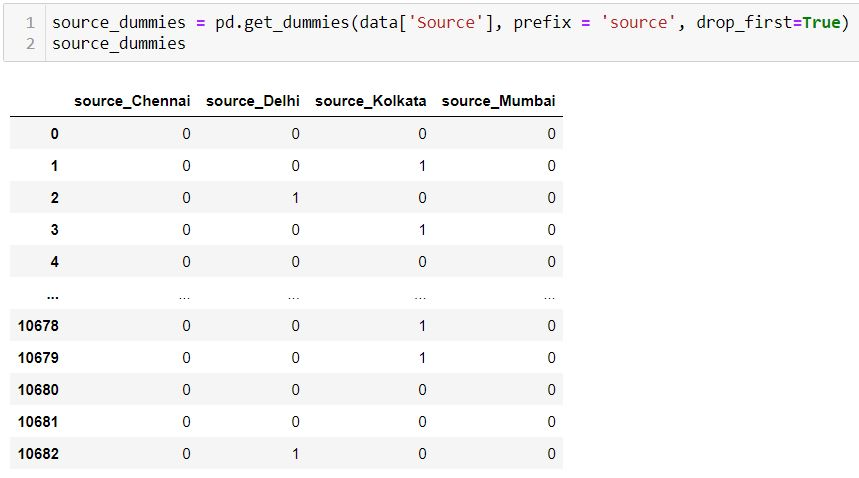 1 source_dummies = pd.get_dummies(data['Source'], prefix = 'source', drop_first=True)
2 source_dummies
source_Chennai source_Delhi source_Kolkata source_Mumbai
0 0 0 0 0
1 0 0 1 0
2 0 1 0 0
3 0 0 1 0
4 0 0 0 0
... ... ... ... ...
10678 0 0 1 0
10679 0 0 1 0
10680 0 0 0 0
10681 0 0 0 0
10682 0 1 0 0